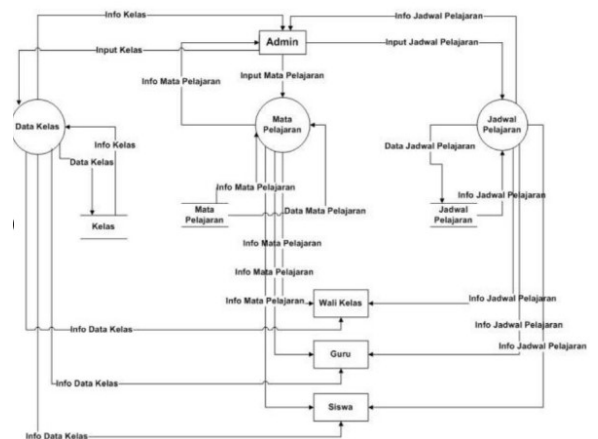 Info Kelas
Info Jadwal Pelajaran
Admin
Input Kelas
Input Jadwal Pelajaran
Input Mata Pelajaran
Info Mata Pelajaran
Data Kelas
Mata
Pelajaran
Jadwal
Pelajaran
Info Kelas
Data Kelas
Data Jadwal Pelajaran
Info Mata Pelajaran
Info Jadwal Pelajaran
Kelas
Mata
Pelajaran
Data Mata Pelajaran
Jadwal
Pelajaran
Info Mata Pelajaran
Info Mata Pelajaran
Info Mata Pelajaran
Wali Kelas
Info Jadwal Pelajaran
Info Data Kelas
Info Jadwal Pelajaran
Info Jadwal Pelajaran
Guru
Info Data Kelas
Siswa
Info Data Kelas